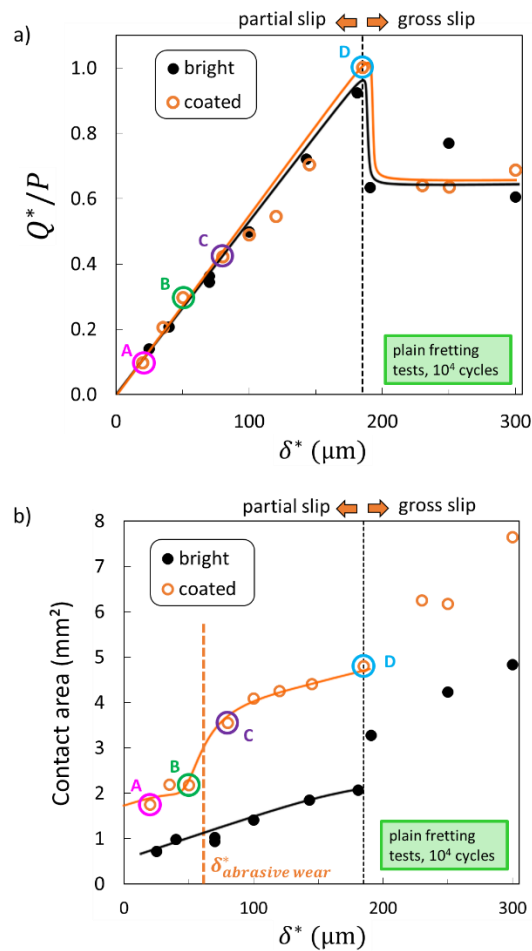 a)
partial slip
gross slip
bright
coated
D
C
B
A
1.0
0.8
0.6
0.4
0.2
0.0
Q*/P
plain fretting
tests, 10⁴ cycles
0
100
200
300
δ* (μm)
b)
partial slip
gross slip
bright
coated
D
C
B
A
8
7
6
5
4
3
2
1
0
Contact area (mm²)
δ*abrasive wear
plain fretting
tests, 10⁴ cycles
0
50
100
150
200
250
300
δ* (μm)